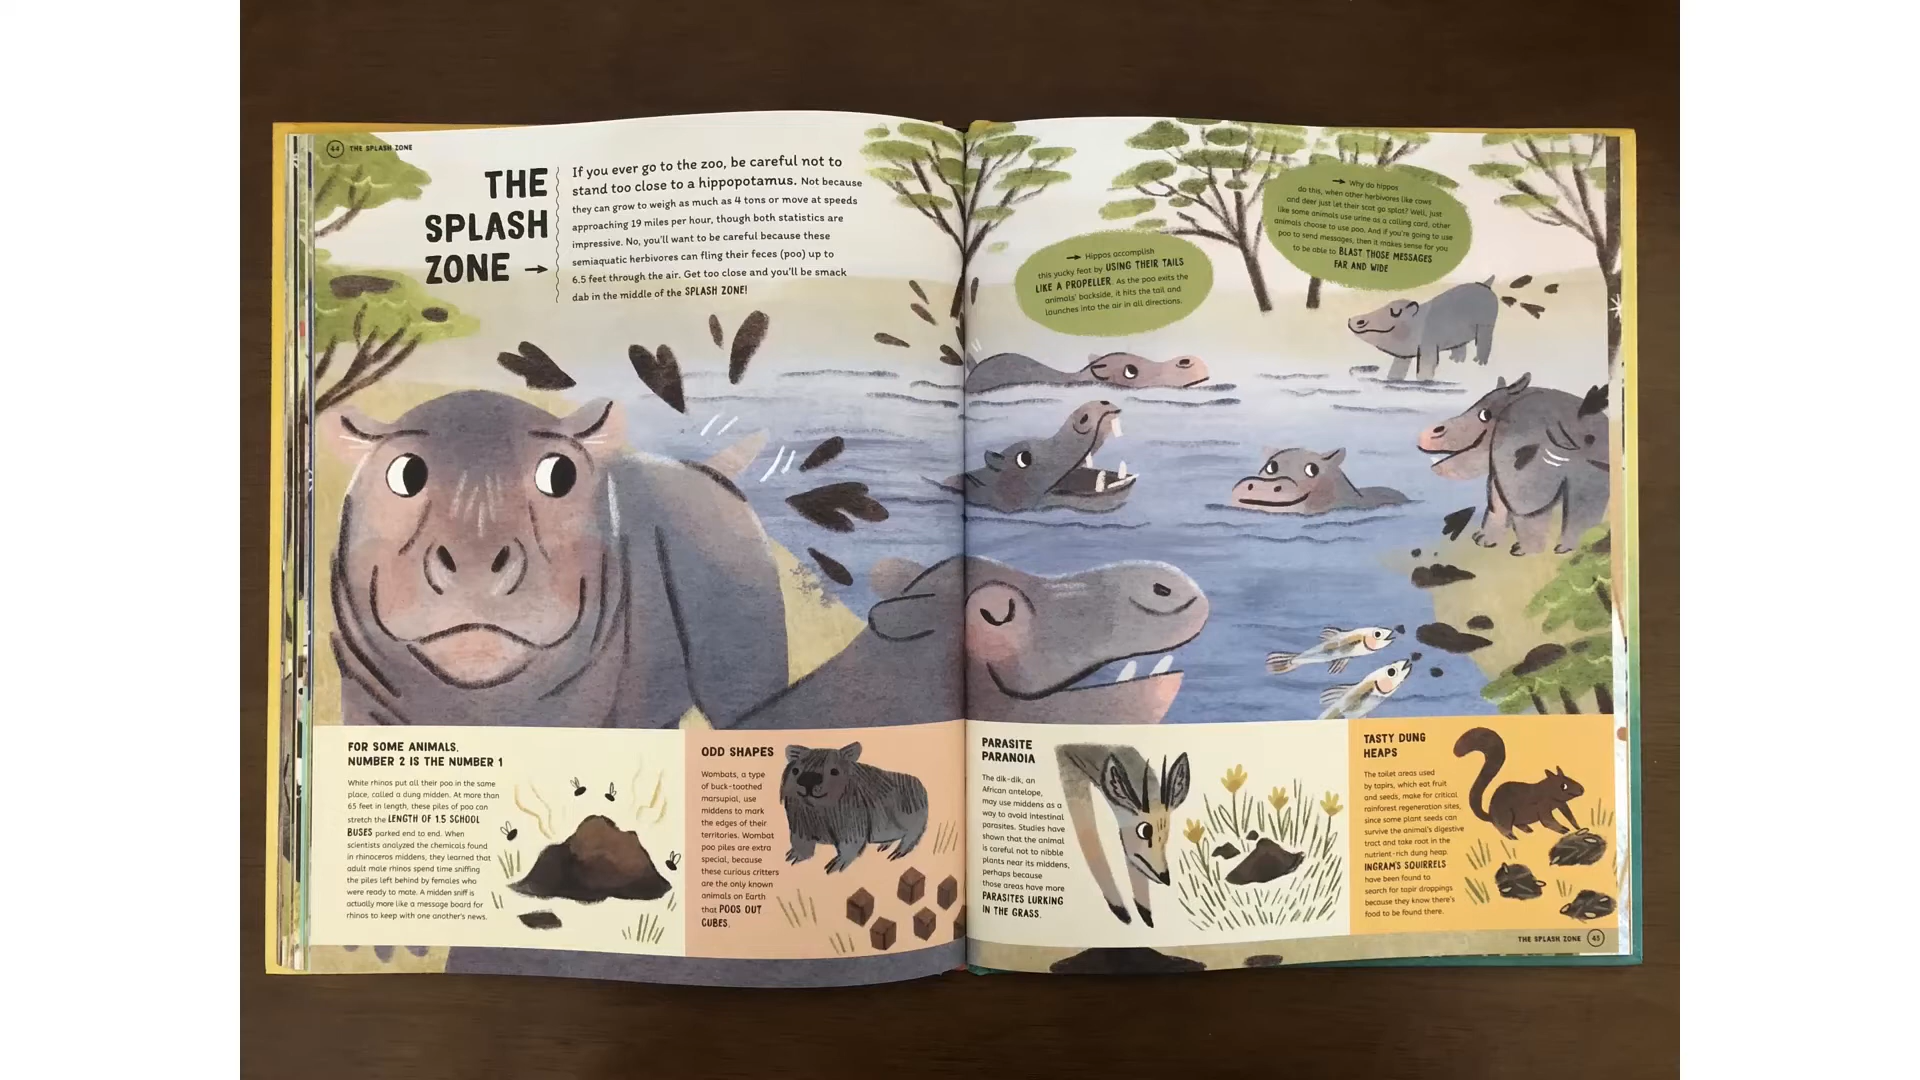 44 THE SPLASH ZONE
THE
SPLASH
ZONE →
If you ever go to the zoo, be careful not to
stand too close to a hippopotamus. Not because
they can grow to weigh as much as 4 tons or move at speeds
approaching 19 miles per hour, though both statistics are
impressive. No, you'll want to be careful because these
semiaquatic herbivores can fling their feces (poo) up to
6.5 feet through the air. Get too close and you'll be smack
dab in the middle of the SPLASH ZONE!
→ Hippos accomplish
this yucky feat by USING THEIR TAILS
LIKE A PROPELLER. As the poo exits the
animals' backside, it hits the tail and
launches into the air in all directions.
→ Why do hippos
do this, when other herbivores like cows
and deer just let their scat go splat? Well, just
like some animals use urine as a calling card, other
animals choose to use poo. And if you're going to use
poo to send messages, then it makes sense for you
to be able to BLAST THOSE MESSAGES
FAR AND WIDE
FOR SOME ANIMALS,
NUMBER 2 IS THE NUMBER 1
White rhinos put all their poo in the same
place, called a dung midden. At more than
65 feet in length, these piles of poo can
stretch the LENGTH OF 1.5 SCHOOL
BUSES parked end to end. When
scientists analyzed the chemicals found
in rhinoceros middens, they learned that
adult male rhinos spend time sniffing
the piles left behind by females who
were ready to mate. A midden sniff is
actually more like a message board for
rhinos to keep with one another's news.
ODD SHAPES
Wombats, a type
of buck-toothed
marsupial, use
middens to mark
the edges of their
territories. Wombat
poo piles are extra
special, because
these curious critters
are the only known
animals on Earth
that POOS OUT
CUBES.
PARASITE
PARANOIA
The dik-dik, an
African antelope,
may use middens as a
way to avoid intestinal
parasites. Studies have
shown that the animal
is careful not to nibble
plants near its middens,
perhaps because
those areas have more
PARASITES LURKING
IN THE GRASS.
TASTY DUNG
HEAPS
The toilet areas used
by tapirs, which eat fruit
and seeds, make for critical
rainforest regeneration sites,
since some plant seeds can
survive the animal's digestive
tract and take root in the
nutrient-rich dung heap.
INGRAM'S SQUIRRELS
have been found to
search for tapir droppings
because they know there's
food to be found there.
THE SPLASH ZONE 45